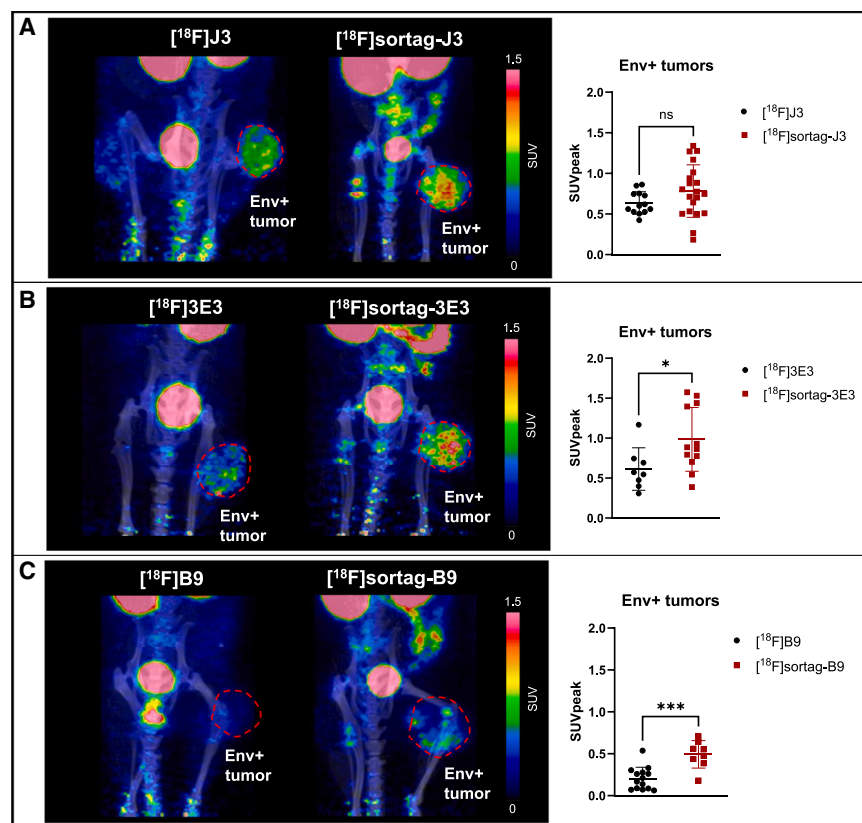 A
[¹⁸F]J3
[¹⁸F]sortag-J3
1.5
SUV
0
Env+
tumor
Env+
tumor
Env+ tumors
SUVpeak
2.0
1.5
1.0
0.5
0.0
ns
[¹⁸F]J3
[¹⁸F]sortag-J3
B
[¹⁸F]3E3
[¹⁸F]sortag-3E3
1.5
SUV
0
Env+
tumor
Env+
tumor
Env+ tumors
SUVpeak
2.0
1.5
1.0
0.5
0.0
*
[¹⁸F]3E3
[¹⁸F]sortag-3E3
C
[¹⁸F]B9
[¹⁸F]sortag-B9
1.5
SUV
0
Env+
tumor
Env+
tumor
Env+ tumors
SUVpeak
2.0
1.5
1.0
0.5
0.0
***
[¹⁸F]B9
[¹⁸F]sortag-B9